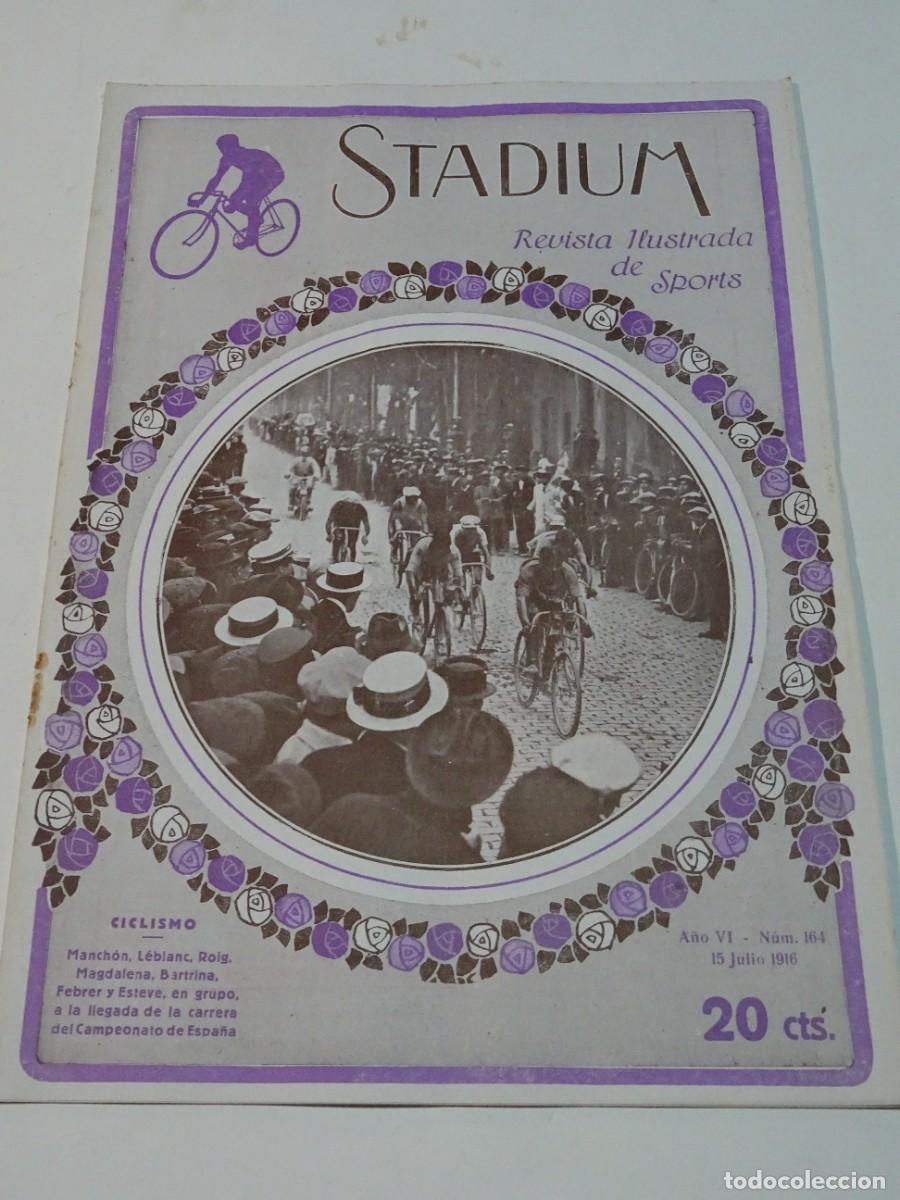 STADIUM
Revista Ilustrada
de
Sports
CICLISMO
Manchón, Léblanc, Roig,
Magdalena, Bartrina,
Febrer y Esteve, en grupo,
a la llegada de la carrera
del Campeonato de España
Año VI - Núm. 164
15 Julio 1916
20 cts.
todocoleccion.net